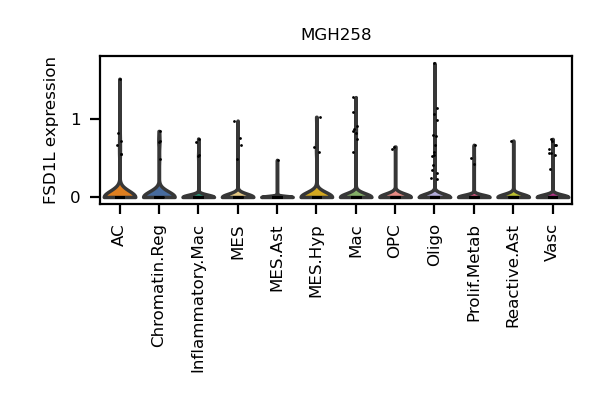 MGH258
FSD1L expression
1
0
AC
Chromatin.Reg
Inflammatory.Mac
MES
MES.Ast
MES.Hyp
Mac
OPC
Oligo
Prolif.Metab
Reactive.Ast
Vasc